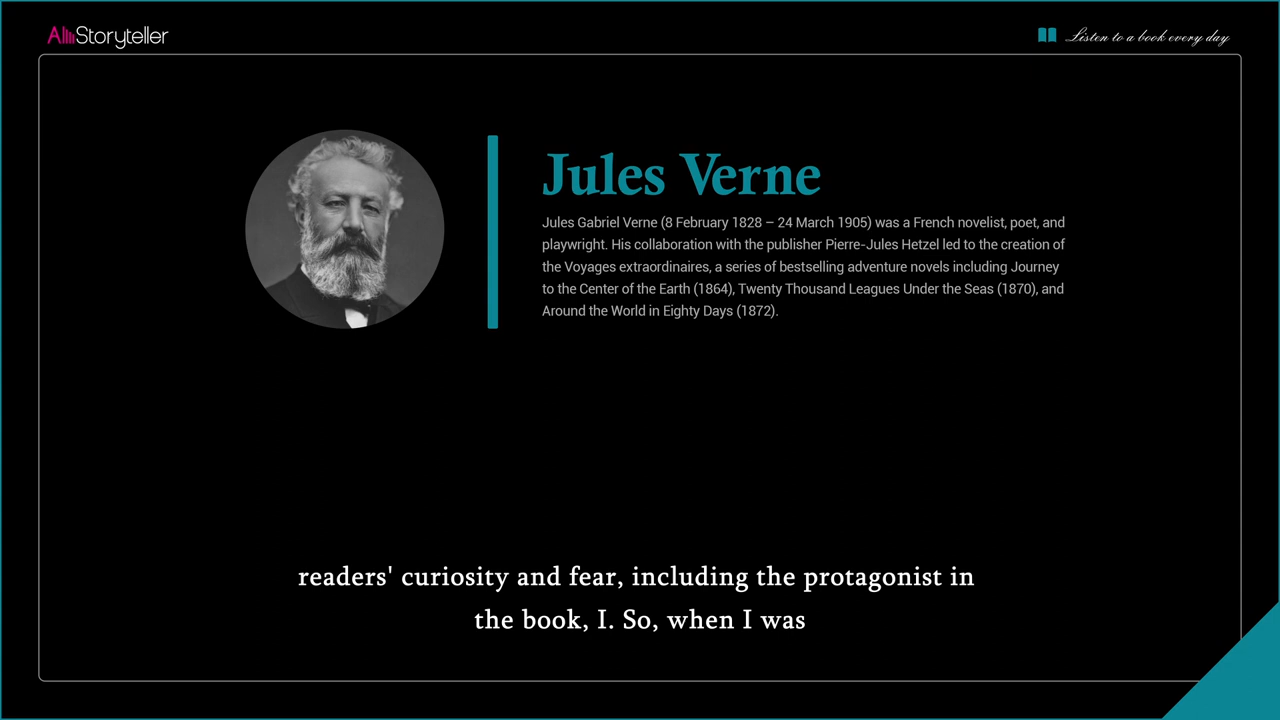 AllStoryteller
Listen to a book every day
Jules Verne
Jules Gabriel Verne (8 February 1828 – 24 March 1905) was a French novelist, poet, and
playwright. His collaboration with the publisher Pierre-Jules Hetzel led to the creation of
the Voyages extraordinaires, a series of bestselling adventure novels including Journey
to the Center of the Earth (1864), Twenty Thousand Leagues Under the Seas (1870), and
Around the World in Eighty Days (1872).
readers' curiosity and fear, including the protagonist in
the book, I. So, when I was